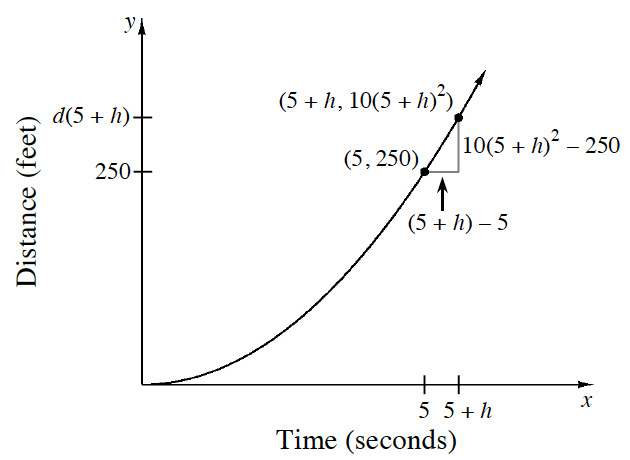 y
(5 + h, 10(5 + h)²)
d(5 + h)
10(5 + h)² – 250
(5, 250)
250
(5 + h) – 5
Distance (feet)
5 5 + h
x
Time (seconds)